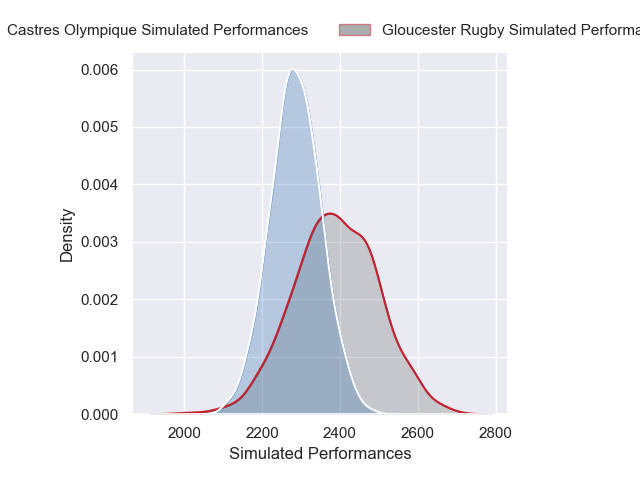 Castres Olympique Simulated Performances Gloucester Rugby Simulated Performa
0.006
0.005
0.004
0.003
0.002
0.001
0.000
Density
2000 2200 2400 2600 2800
Simulated Performances